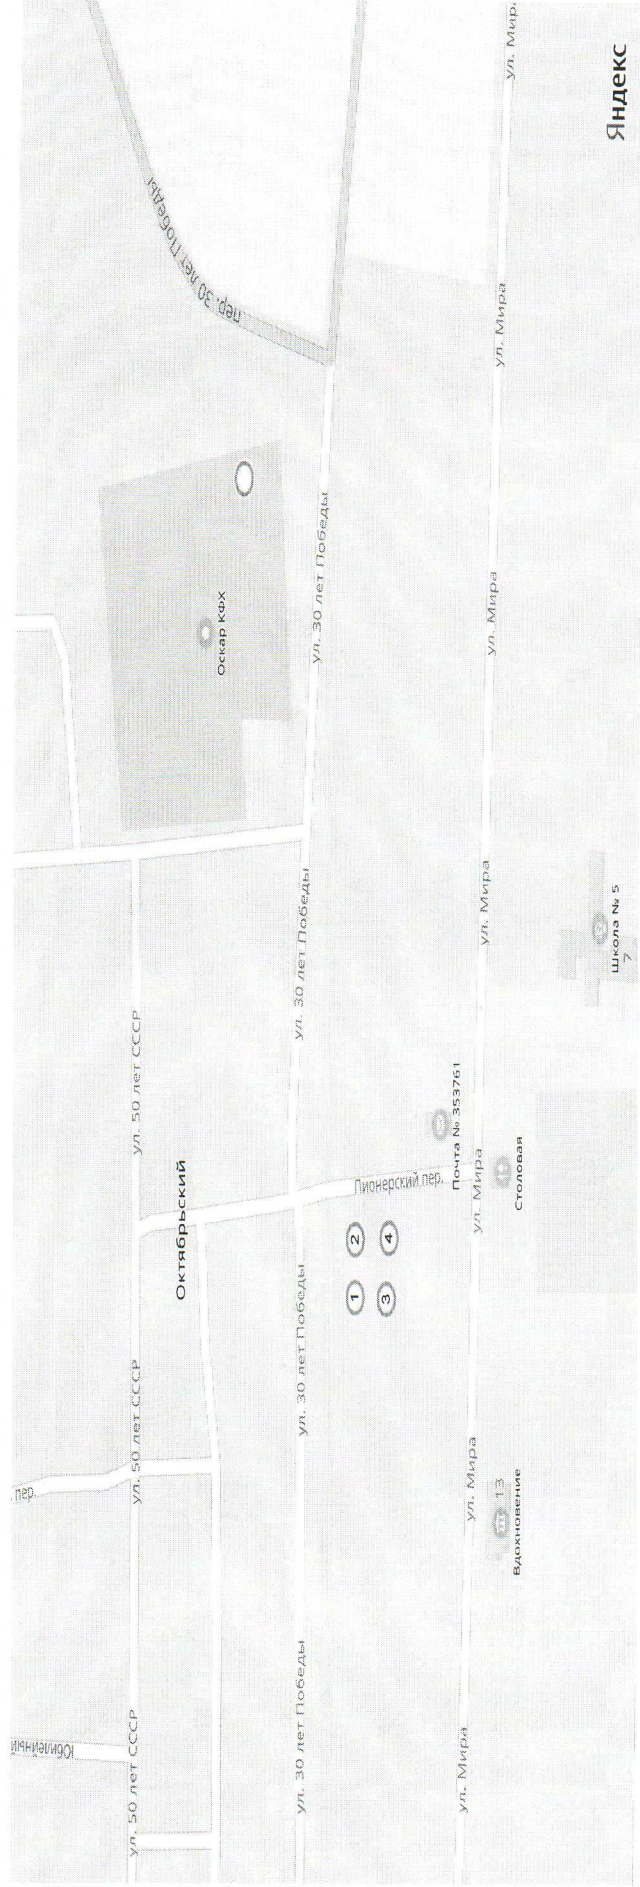 пер.
Юбилейный
ул. 50 лет СССР
ул. 50 лет СССР
ул. 50 лет СССР
Октябрьский
ул. 30 лет Победы
ул. 30 лет Победы
ул. 30 лет Победы
ул. 30 лет Победы
Оскар КФХ
пер. 30 лет Победы
1
2
3
4
Пионерский пер.
Почта № 353761
ул. Мира
ул. Мира
ул. Мира
ул. Мира
ул. Мира
ул. Мира
ул. Мира
13
Вдохновение
Столовая
Школа № 5
7
Яндекс